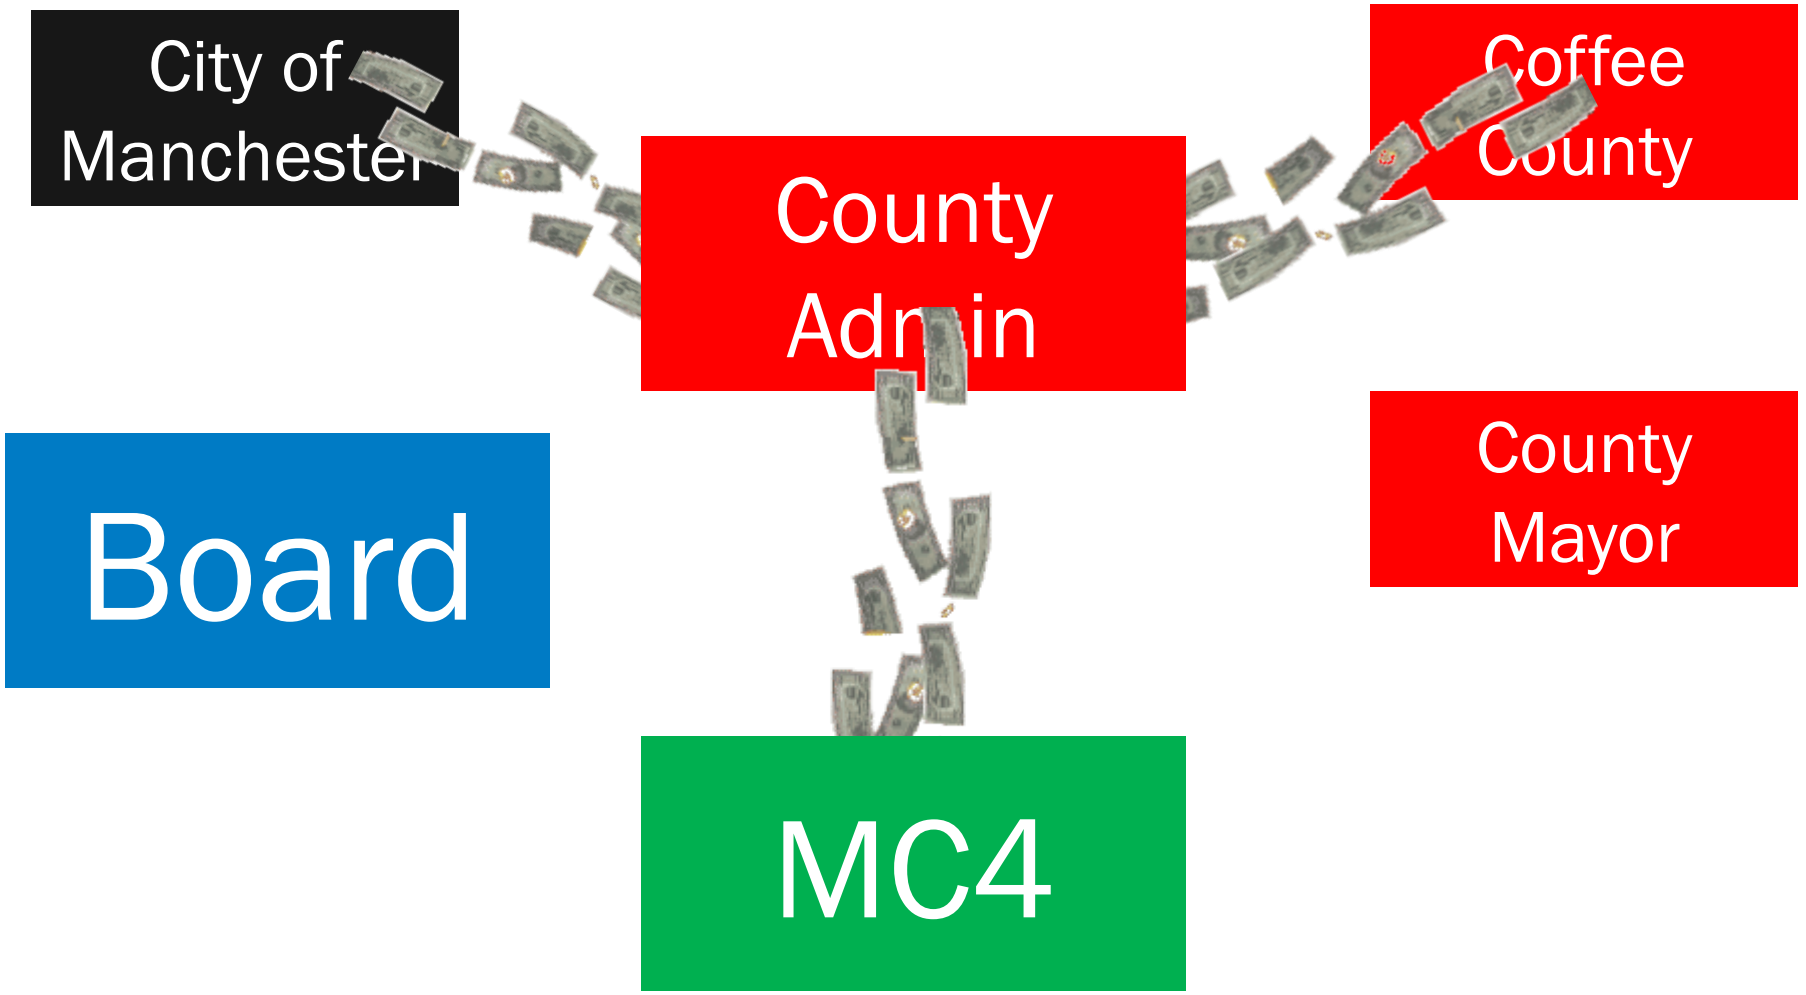 City of
Manchester
Coffee
County
County
Admin
County
Mayor
Board
MC4